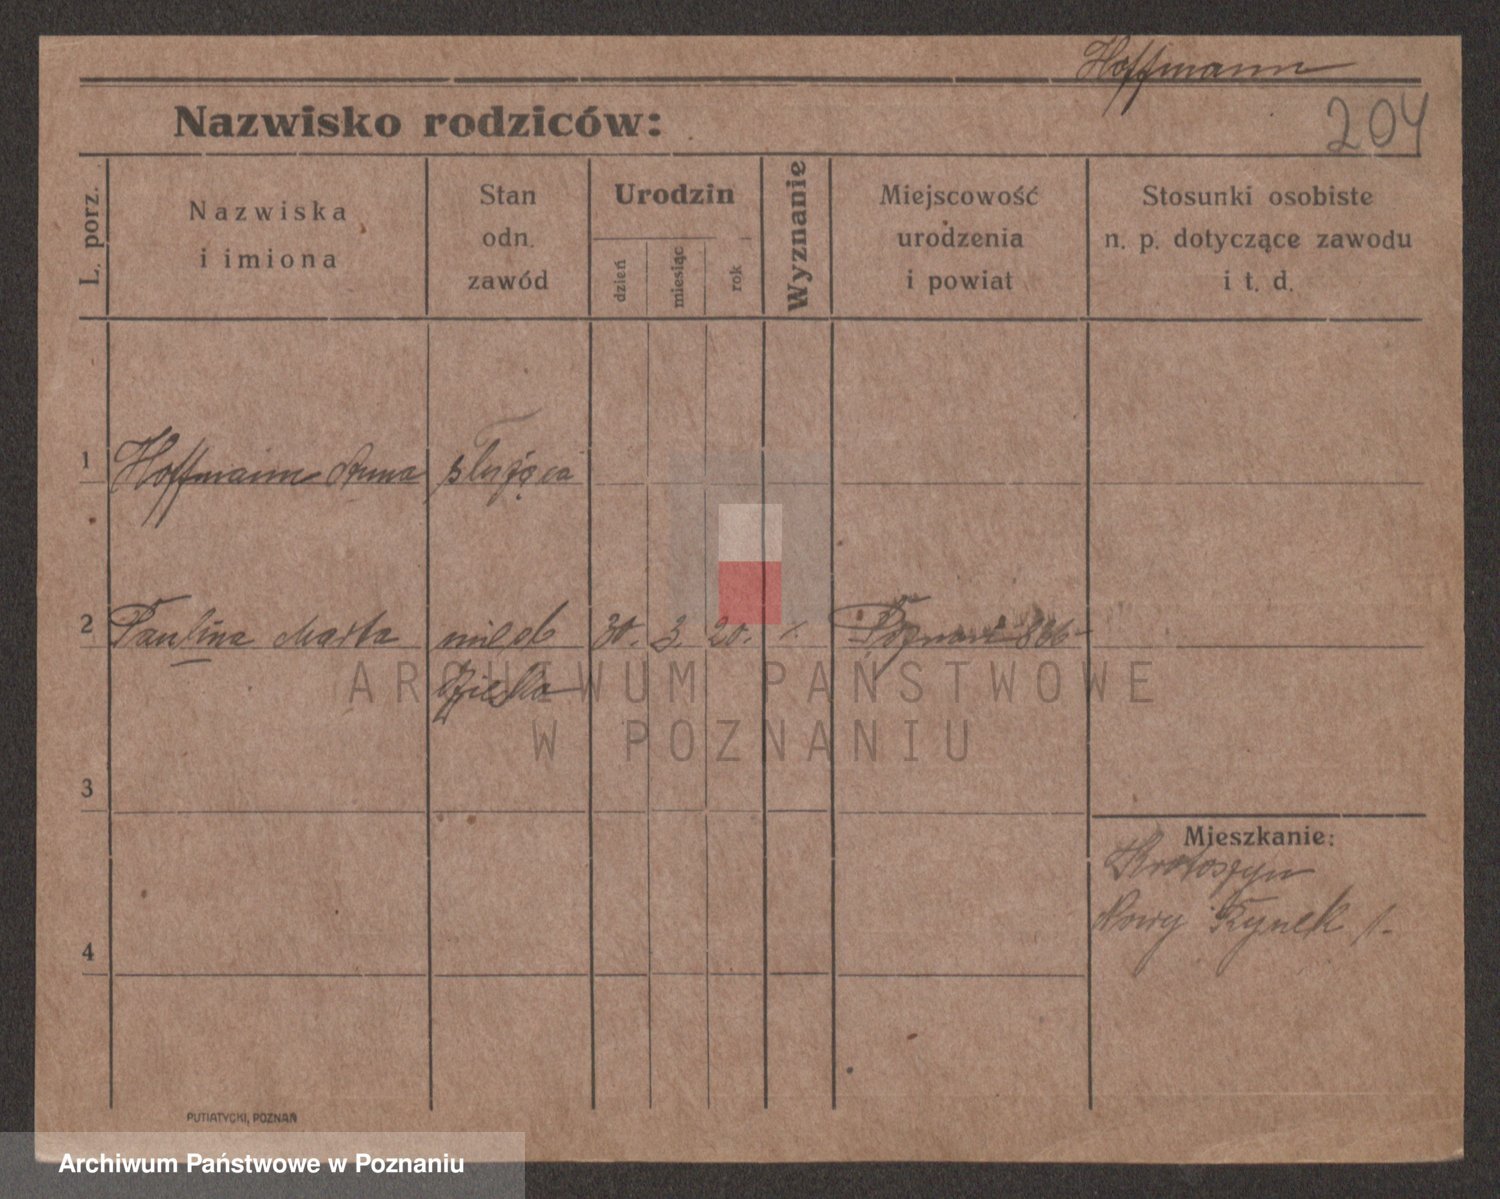 Hoffmann
Nazwisko rodziców:
204
L. porz.
Nazwiska
i imiona
Stan
odn.
zawód
Urodzin
dzień
miesiąc
rok
Wyznanie
Miejscowość
urodzenia
i powiat
Stosunki osobiste
n. p. dotyczące zawodu
i t. d.
1 Hoffmann Anna służąca
2 Paulina Marta 30. 3. 20. Poznań
ARCHIWUM PAŃSTWOWE
W POZNANIU
3
Mieszkanie:
Krotoszyn
Nowy Rynek 1.
4
PUTIATYCKI, POZNAŃ
Archiwum Państwowe w Poznaniu